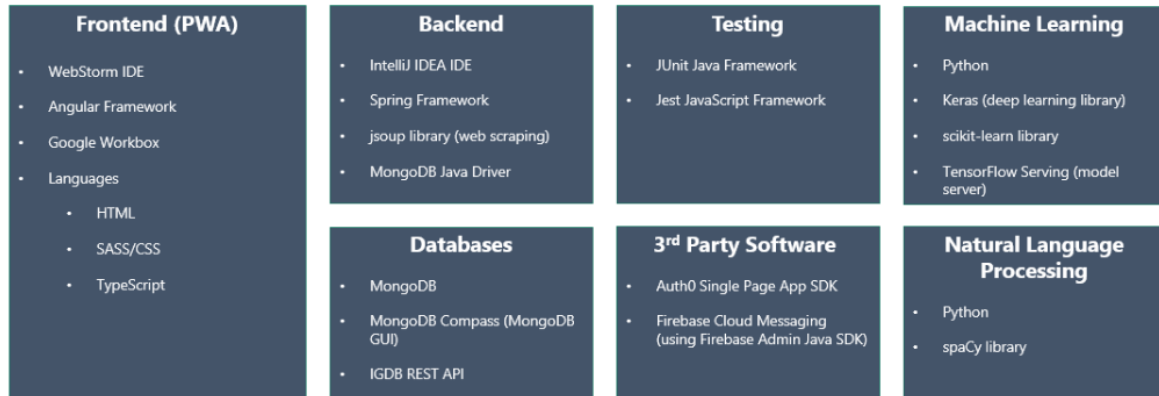 Frontend (PWA)
• WebStorm IDE
• Angular Framework
• Google Workbox
• Languages
• HTML
• SASS/CSS
• TypeScript
Backend
• IntelliJ IDEA IDE
• Spring Framework
• jsoup library (web scraping)
• MongoDB Java Driver
Testing
• JUnit Java Framework
• Jest JavaScript Framework
Machine Learning
• Python
• Keras (deep learning library)
• scikit-learn library
• TensorFlow Serving (model
server)
Databases
• MongoDB
• MongoDB Compass (MongoDB
GUI)
• IGDB REST API
3rd Party Software
• Auth0 Single Page App SDK
• Firebase Cloud Messaging
(using Firebase Admin Java SDK)
Natural Language
Processing
• Python
• spaCy library